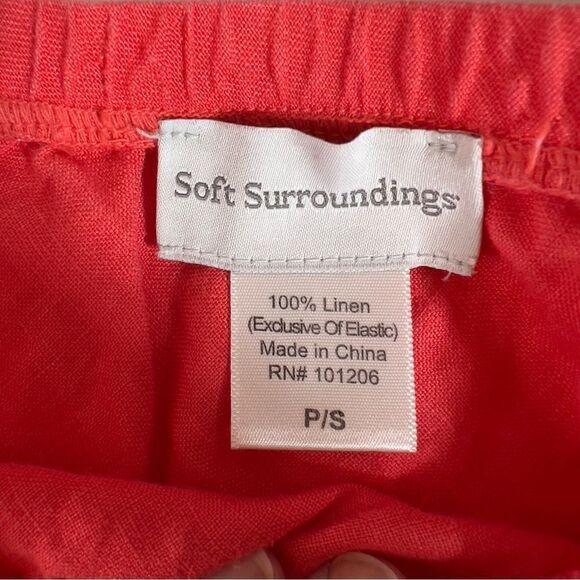 Soft Surroundings
100% Linen
(Exclusive Of Elastic)
Made in China
RN# 101206
P/S